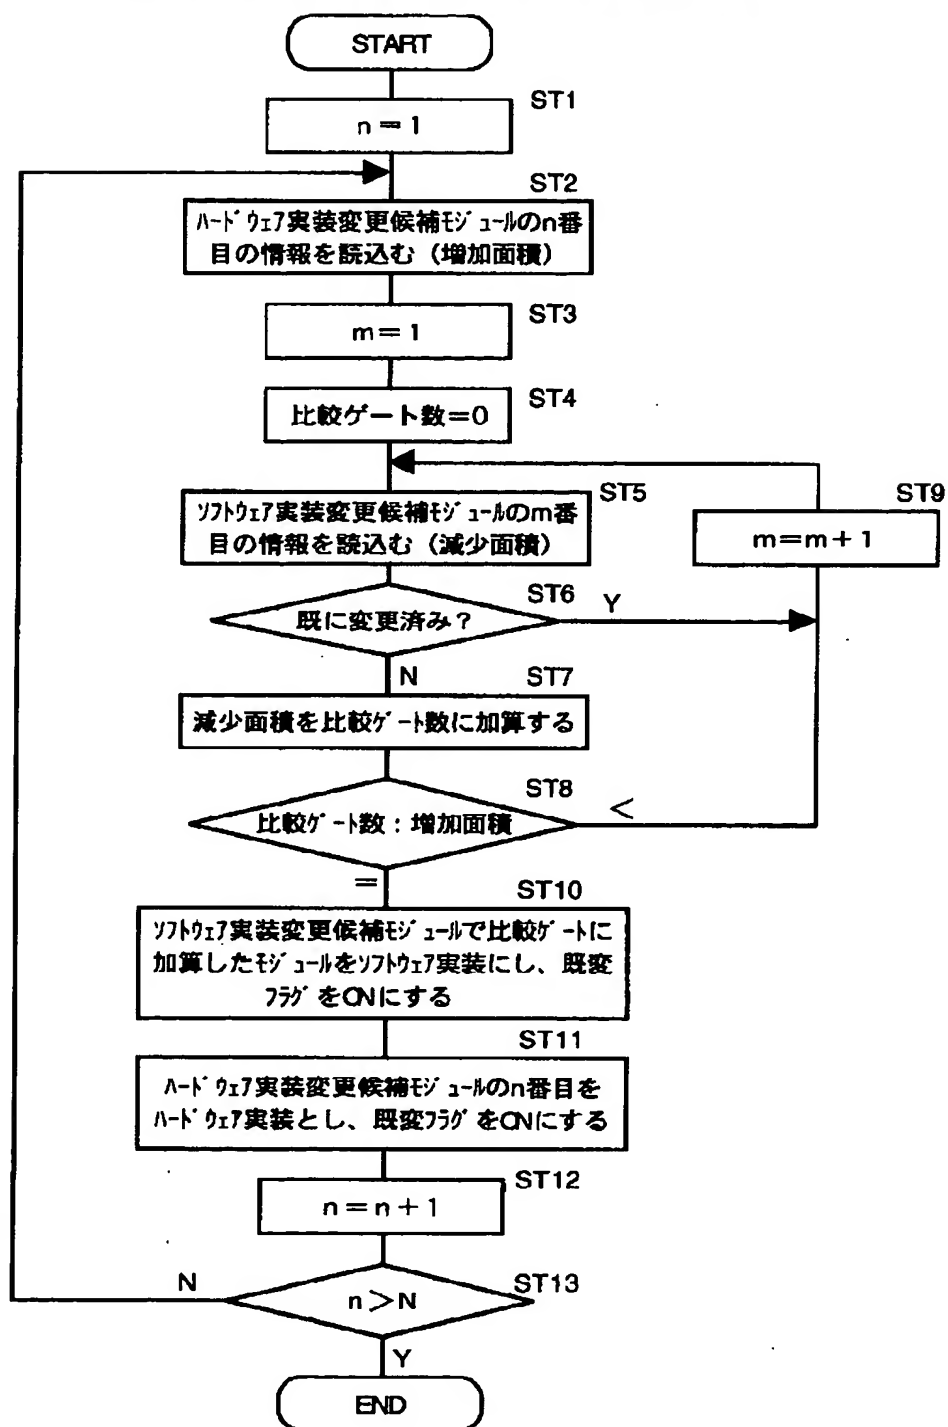 START
ST1
n＝1
ST2
ﾊｰﾄﾞｳｪｱ実装変更候補ﾓｼﾞｭｰﾙのn番
目の情報を読込む（増加面積）
ST3
m＝1
ST4
比較ゲート数＝0
ST5
ｿﾌﾄｳｪｱ実装変更候補ﾓｼﾞｭｰﾙのm番
目の情報を読込む（減少面積）
ST9
m＝m＋1
ST6
既に変更済み？
Y
N
ST7
減少面積を比較ｹﾞｰﾄ数に加算する
ST8
比較ｹﾞｰﾄ数：増加面積
＜
＝
ST10
ｿﾌﾄｳｪｱ実装変更候補ﾓｼﾞｭｰﾙで比較ｹﾞｰﾄに
加算したﾓｼﾞｭｰﾙをｿﾌﾄｳｪｱ実装にし、既変
ﾌﾗｸﾞをONにする
ST11
ﾊｰﾄﾞｳｪｱ実装変更候補ﾓｼﾞｭｰﾙのn番目を
ﾊｰﾄﾞｳｪｱ実装とし、既変ﾌﾗｸﾞをONにする
ST12
n＝n＋1
N
ST13
n＞N
Y
END